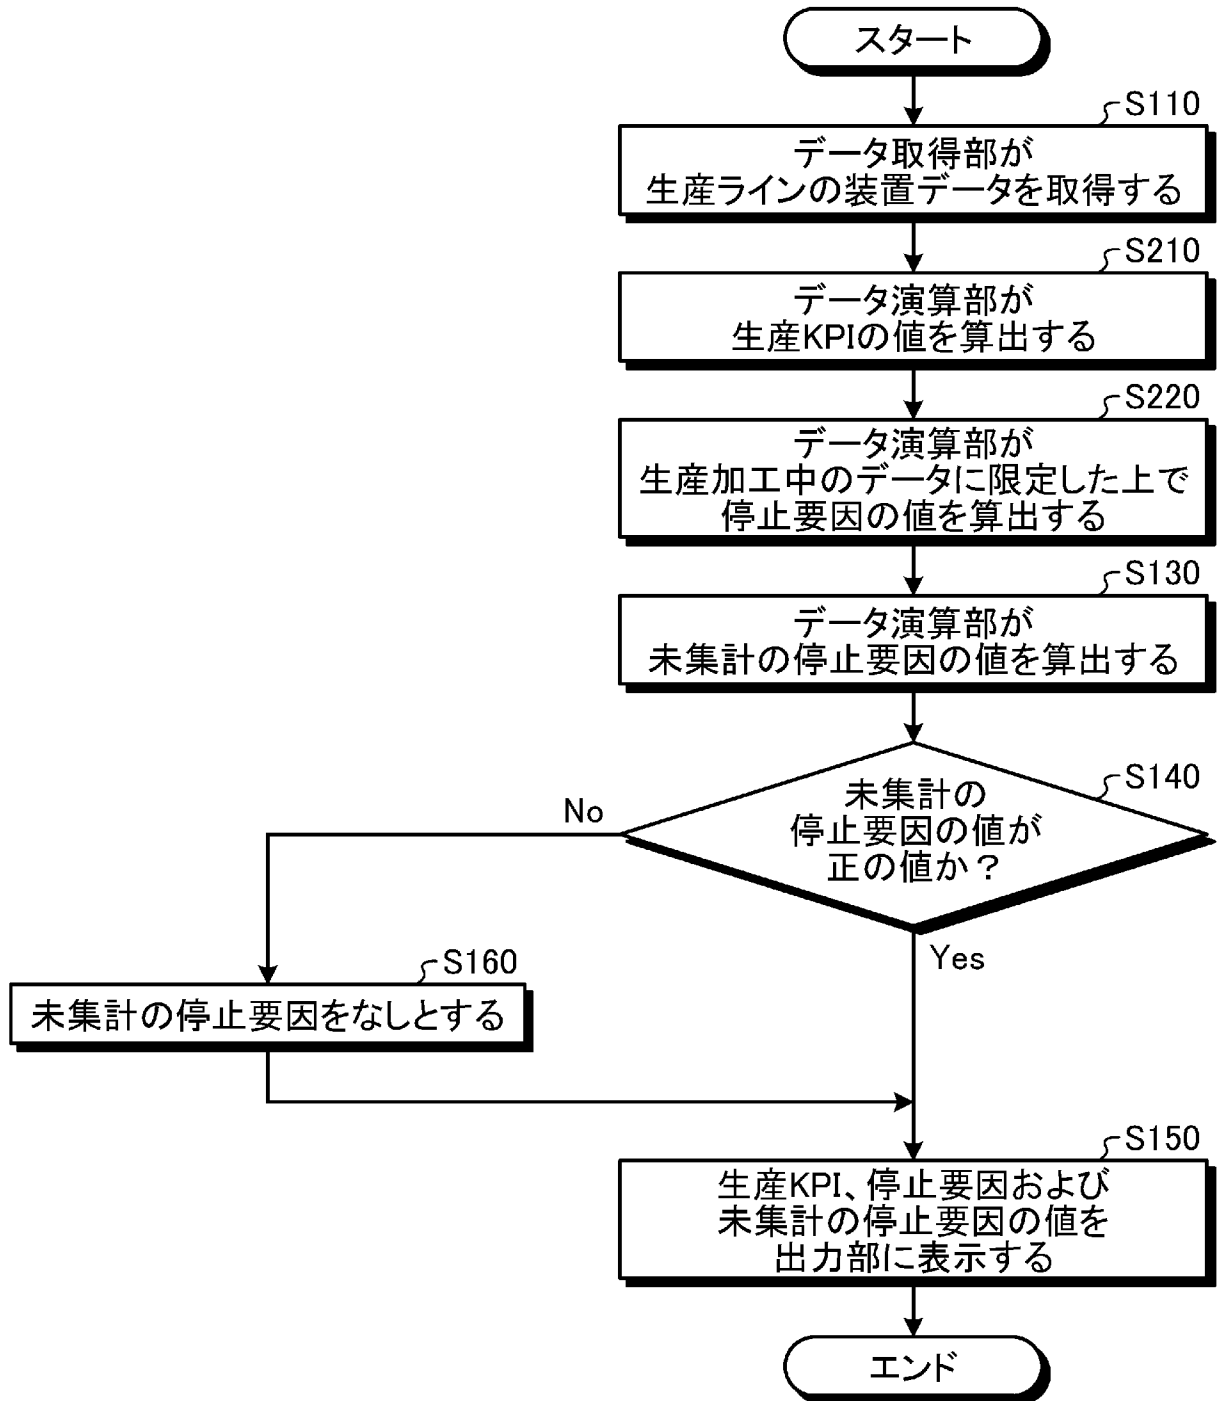 スタート
S110
データ取得部が
生産ラインの装置データを取得する
S210
データ演算部が
生産KPIの値を算出する
S220
データ演算部が
生産加工中のデータに限定した上で
停止要因の値を算出する
S130
データ演算部が
未集計の停止要因の値を算出する
S140
未集計の
停止要因の値が
正の値か？
No
Yes
S160
未集計の停止要因をなしとする
S150
生産KPI、停止要因および
未集計の停止要因の値を
出力部に表示する
エンド